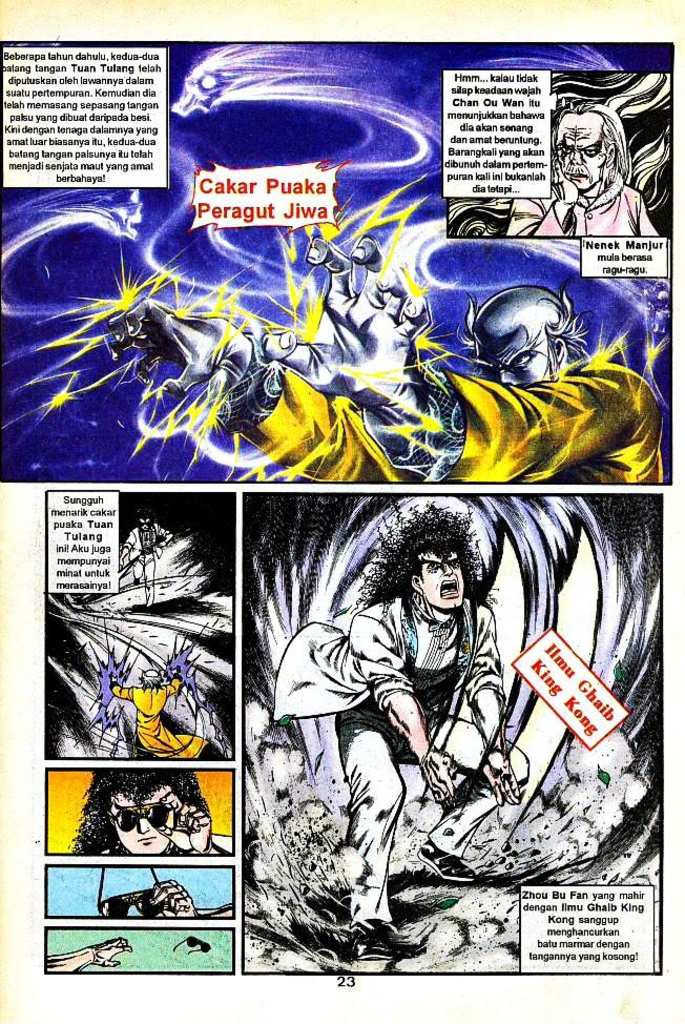 Beberapa tahun dahulu, kedua-dua
batang tangan Tuan Tulang telah
diputuskan oleh lawannya dalam
suatu pertempuran. Kemudian dia
telah memasang sepasang tangan
palsu yang dibuat daripada besi.
Kini dengan tenaga dalamnya yang
amat luar biasanya itu, kedua-dua
batang tangan palsunya itu telah
menjadi senjata maut yang amat
berbahaya!
Cakar Puaka
Peragut Jiwa
Hmm... kalau tidak
silap keadaan wajah
Chan Ou Wan itu
menunjukkan bahawa
dia akan senang
dan amat beruntung.
Barangkali yang akan
dibunuh dalam pertem-
puran kali ini bukanlah
dia tetapi...
Nenek Manjur
mula berasa
ragu-ragu.
Sungguh
menarik cakar
puaka Tuan
Tulang
ini! Aku juga
mempunyai
minat untuk
merasainya!
Ilmu Ghaib
King Kong
Zhou Bu Fan yang mahir
dengan Ilmu Ghaib King
Kong sanggup
menghancurkan
batu marmar dengan
tangannya yang kosong!
23